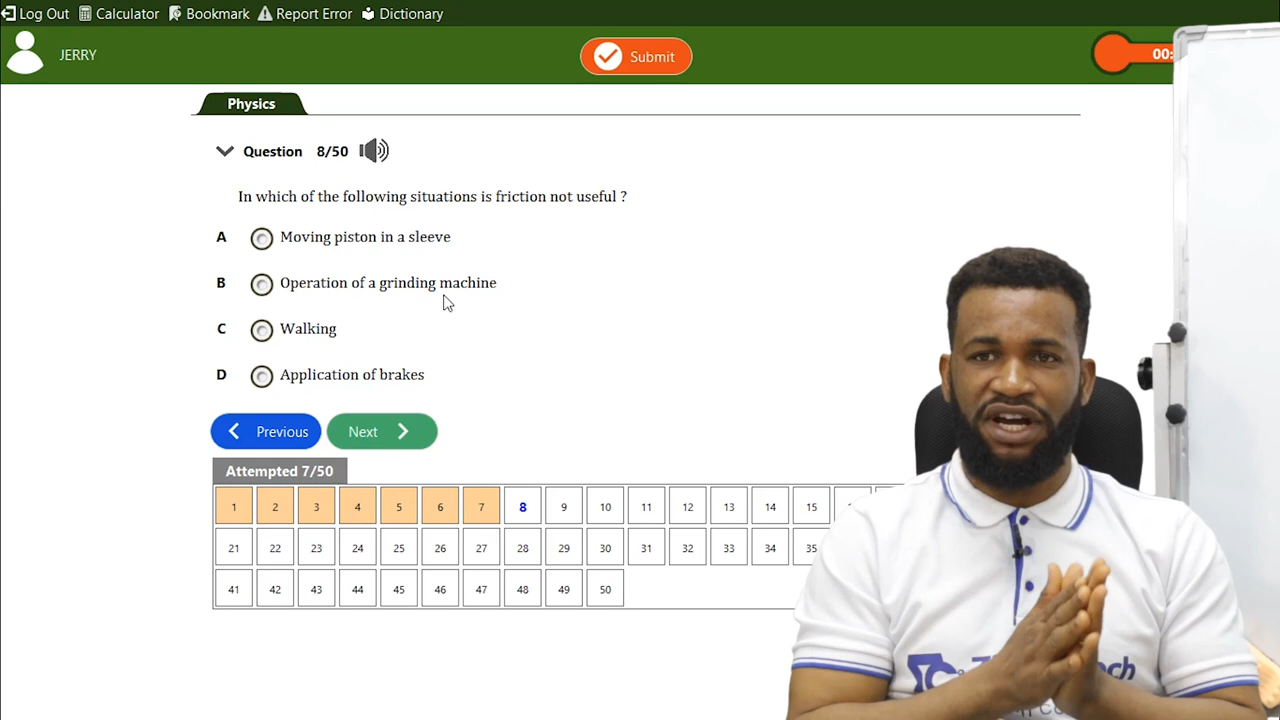 Log Out Calculator Bookmark Report Error Dictionary
JERRY Submit 00:
Physics
Question 8/50
In which of the following situations is friction not useful ?
A Moving piston in a sleeve
B Operation of a grinding machine
C Walking
D Application of brakes
Previous Next
Attempted 7/50
1 2 3 4 5 6 7 8 9 10 11 12 13 14 15
21 22 23 24 25 26 27 28 29 30 31 32 33 34 35
41 42 43 44 45 46 47 48 49 50